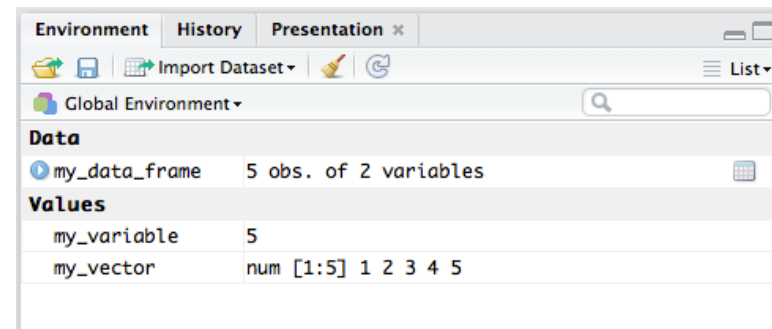 Environment History Presentation ×
Import Dataset List
Global Environment
Data
my_data_frame 5 obs. of 2 variables
Values
my_variable 5
my_vector num [1:5] 1 2 3 4 5